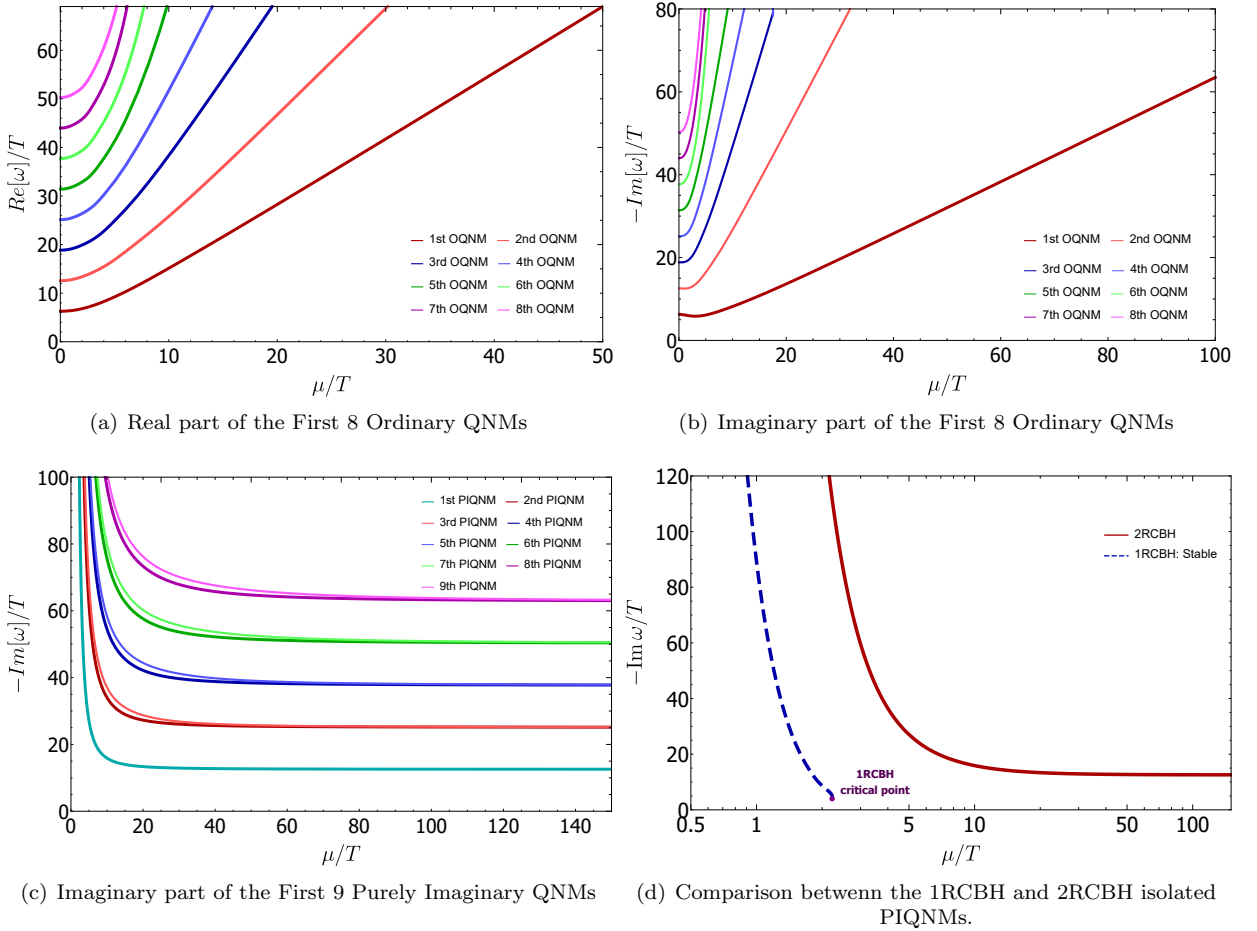 60
50
40
30
20
10
0
Re[ω]/T
1st OQNM 2nd OQNM
3rd OQNM 4th OQNM
5th OQNM 6th OQNM
7th OQNM 8th OQNM
0 10 20 30 40 50
μ/T
(a) Real part of the First 8 Ordinary QNMs
80
60
40
20
0
−Im[ω]/T
1st OQNM 2nd OQNM
3rd OQNM 4th OQNM
5th OQNM 6th OQNM
7th OQNM 8th OQNM
0 20 40 60 80 100
μ/T
(b) Imaginary part of the First 8 Ordinary QNMs
100
80
60
40
20
0
−Im[ω]/T
1st PIQNM 2nd PIQNM
3rd PIQNM 4th PIQNM
5th PIQNM 6th PIQNM
7th PIQNM 8th PIQNM
9th PIQNM
0 20 40 60 80 100 120 140
μ/T
(c) Imaginary part of the First 9 Purely Imaginary QNMs
120
100
80
60
40
20
0
−Im ω/T
2RCBH
1RCBH: Stable
1RCBH
critical point
0.5 1 5 10 50 100
μ/T
(d) Comparison betwenn the 1RCBH and 2RCBH isolated
PIQNMs.